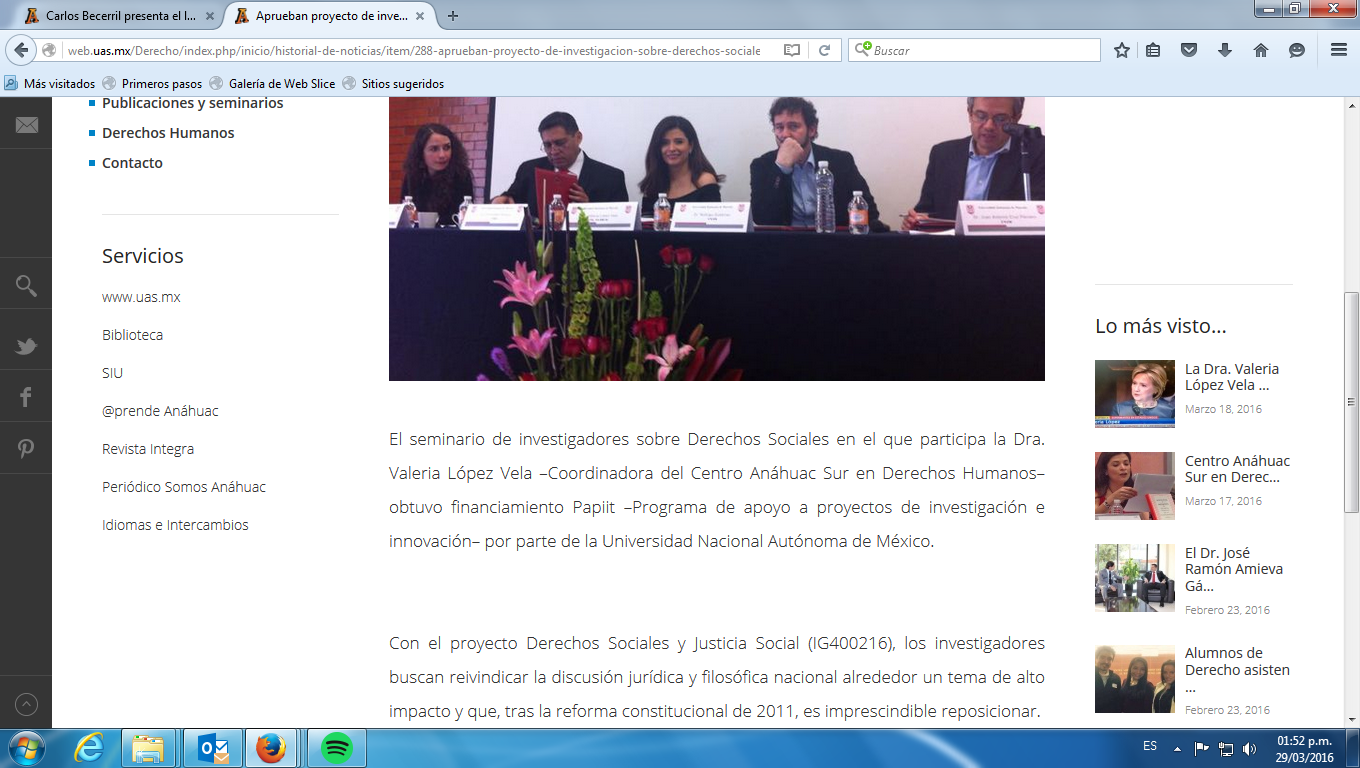 Carlos Becerril presenta el l...
Aprueban proyecto de inve...
web.uas.mx/Derecho/index.php/inicio/historial-de-noticias/item/288-aprueban-proyecto-de-investigacion-sobre-derechos-sociale
Buscar
Más visitados
Primeros pasos
Galería de Web Slice
Sitios sugeridos
Publicaciones y seminarios
Derechos Humanos
Contacto
Servicios
www.uas.mx
Biblioteca
SIU
@prende Anáhuac
Revista Integra
Periódico Somos Anáhuac
Idiomas e Intercambios
El seminario de investigadores sobre Derechos Sociales en el que participa la Dra.
Valeria López Vela –Coordinadora del Centro Anáhuac Sur en Derechos Humanos–
obtuvo financiamiento Papiit –Programa de apoyo a proyectos de investigación e
innovación– por parte de la Universidad Nacional Autónoma de México.
Con el proyecto Derechos Sociales y Justicia Social (IG400216), los investigadores
buscan reivindicar la discusión jurídica y filosófica nacional alrededor un tema de alto
impacto y que, tras la reforma constitucional de 2011, es imprescindible reposicionar.
Lo más visto...
La Dra. Valeria
López Vela ...
Marzo 18, 2016
Centro Anáhuac
Sur en Derec...
Marzo 17, 2016
El Dr. José
Ramón Amieva
Gá...
Febrero 23, 2016
Alumnos de
Derecho asisten
...
Febrero 23, 2016
ES
01:52 p.m.
29/03/2016